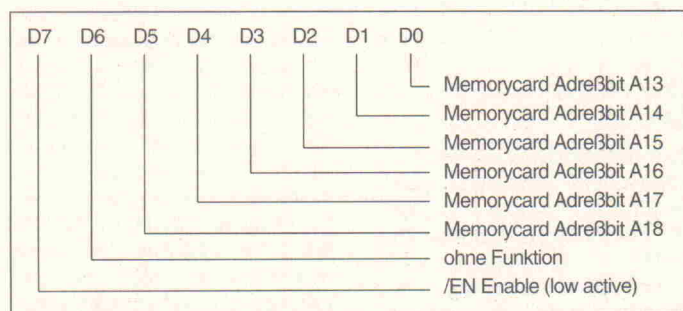 D7 D6 D5 D4 D3 D2 D1 D0
Memorycard Adreßbit A13
Memorycard Adreßbit A14
Memorycard Adreßbit A15
Memorycard Adreßbit A16
Memorycard Adreßbit A17
Memorycard Adreßbit A18
ohne Funktion
/EN Enable (low active)